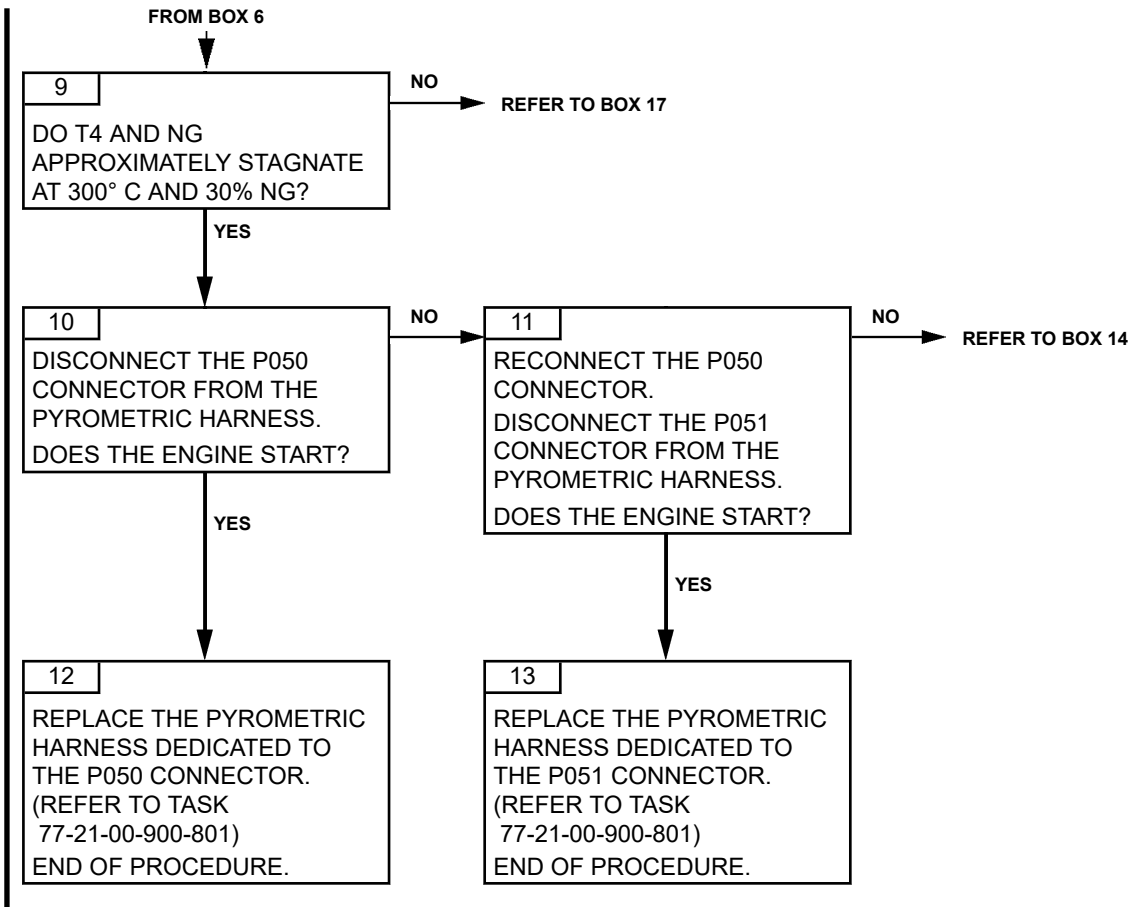 FROM BOX 6
9
NO
REFER TO BOX 17
DO T4 AND NG
APPROXIMATELY STAGNATE
AT 300° C AND 30% NG?
YES
10
NO
DISCONNECT THE P050
CONNECTOR FROM THE
PYROMETRIC HARNESS.
DOES THE ENGINE START?
11
NO
REFER TO BOX 14
RECONNECT THE P050
CONNECTOR.
DISCONNECT THE P051
CONNECTOR FROM THE
PYROMETRIC HARNESS.
DOES THE ENGINE START?
YES
YES
12
REPLACE THE PYROMETRIC
HARNESS DEDICATED TO
THE P050 CONNECTOR.
(REFER TO TASK
77-21-00-900-801)
END OF PROCEDURE.
13
REPLACE THE PYROMETRIC
HARNESS DEDICATED TO
THE P051 CONNECTOR.
(REFER TO TASK
77-21-00-900-801)
END OF PROCEDURE.